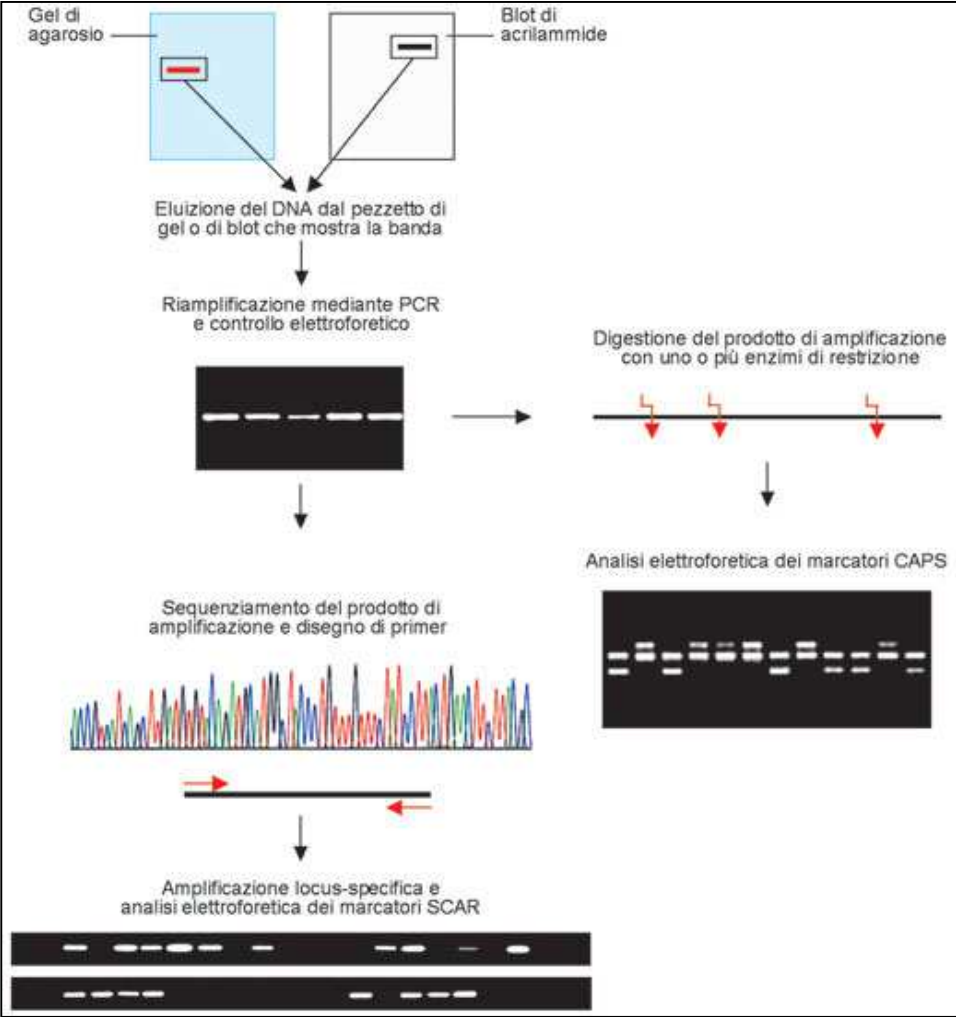 Gel di
agarosio
Blot di
acrilammide
Eluizione del DNA dal pezzetto di
gel o di blot che mostra la banda
Riamplificazione mediante PCR
e controllo elettroforetico
Digestione del prodotto di amplificazione
con uno o più enzimi di restrizione
Analisi elettroforetica dei marcatori CAPS
Sequenziamento del prodotto di
amplificazione e disegno di primer
Amplificazione locus-specifica e
analisi elettroforetica dei marcatori SCAR